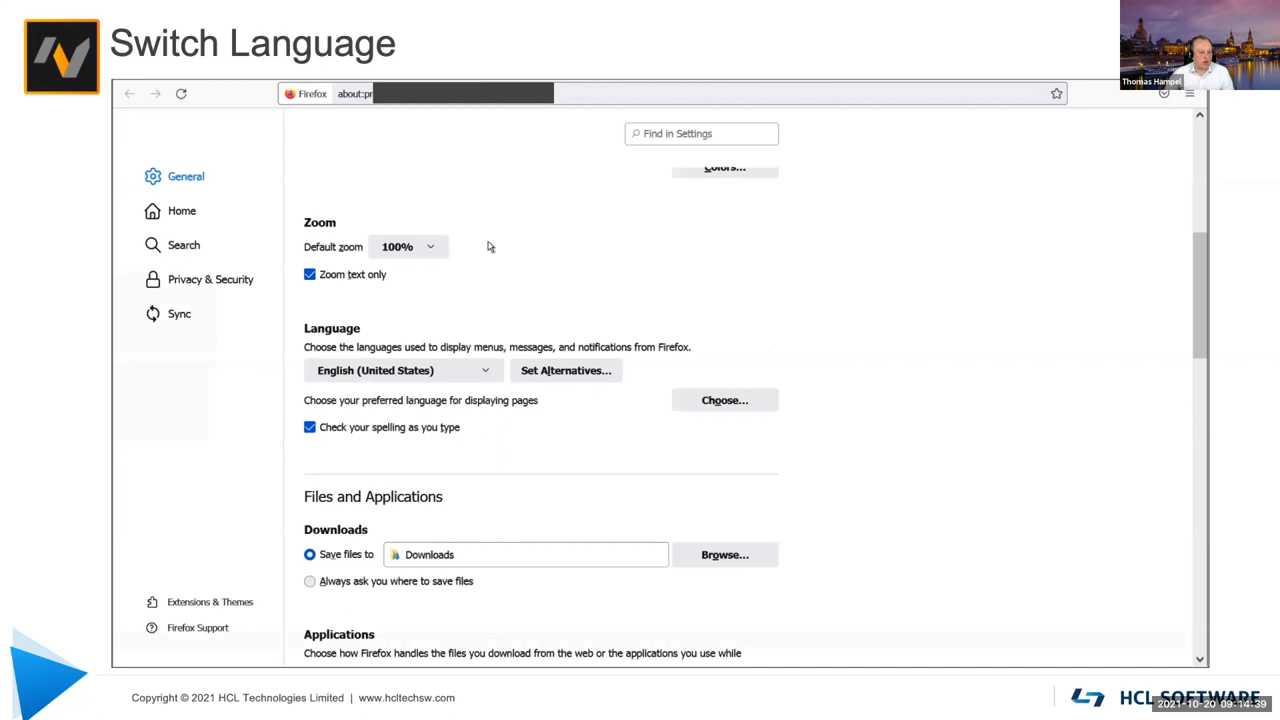 Switch Language
Thomas Hampel
Firefox about:pr
Find in Settings
Colors...
General
Home
Search
Privacy & Security
Sync
Zoom
Default zoom 100%
Zoom text only
Language
Choose the languages used to display menus, messages, and notifications from Firefox.
English (United States) Set Alternatives...
Choose your preferred language for displaying pages Choose...
Check your spelling as you type
Files and Applications
Downloads
Save files to Downloads Browse...
Always ask you where to save files
Applications
Choose how Firefox handles the files you download from the web or the applications you use while
Extensions & Themes
Firefox Support
Copyright © 2021 HCL Technologies Limited | www.hcltechsw.com
HCL SOFTWARE
2021-10-20 09:14:39